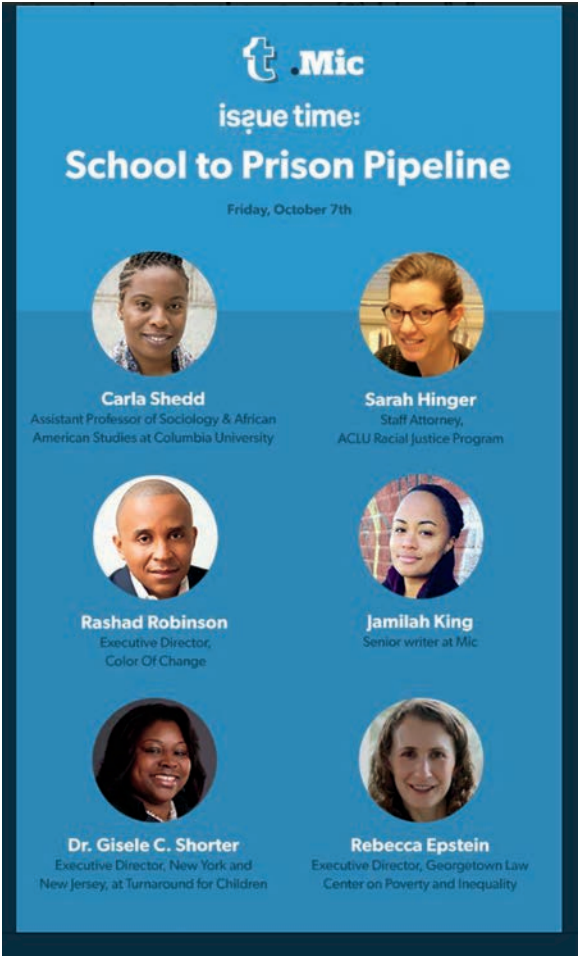 t .Mic
issue time:
School to Prison Pipeline
Friday, October 7th
Carla Shedd
Assistant Professor of Sociology & African
American Studies at Columbia University
Sarah Hinger
Staff Attorney,
ACLU Racial Justice Program
Rashad Robinson
Executive Director,
Color Of Change
Jamilah King
Senior writer at Mic
Dr. Gisele C. Shorter
Executive Director, New York and
New Jersey, at Turnaround for Children
Rebecca Epstein
Executive Director, Georgetown Law
Center on Poverty and Inequality